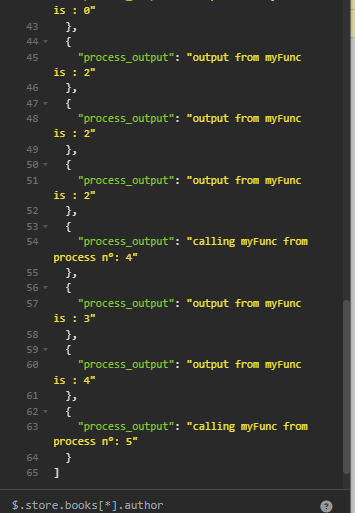 is : 0"
43 },
44 {
45 "process_output": "output from myFunc
is : 2"
46 },
47 {
48 "process_output": "output from myFunc
is : 2"
49 },
50 {
51 "process_output": "output from myFunc
is : 2"
52 },
53 {
54 "process_output": "calling myFunc from
process nº: 4"
55 },
56 {
57 "process_output": "output from myFunc
is : 3"
58 },
59 {
60 "process_output": "output from myFunc
is : 4"
61 },
62 {
63 "process_output": "calling myFunc from
process nº: 5"
64 }
65 ]
$.store.books[*].author ?